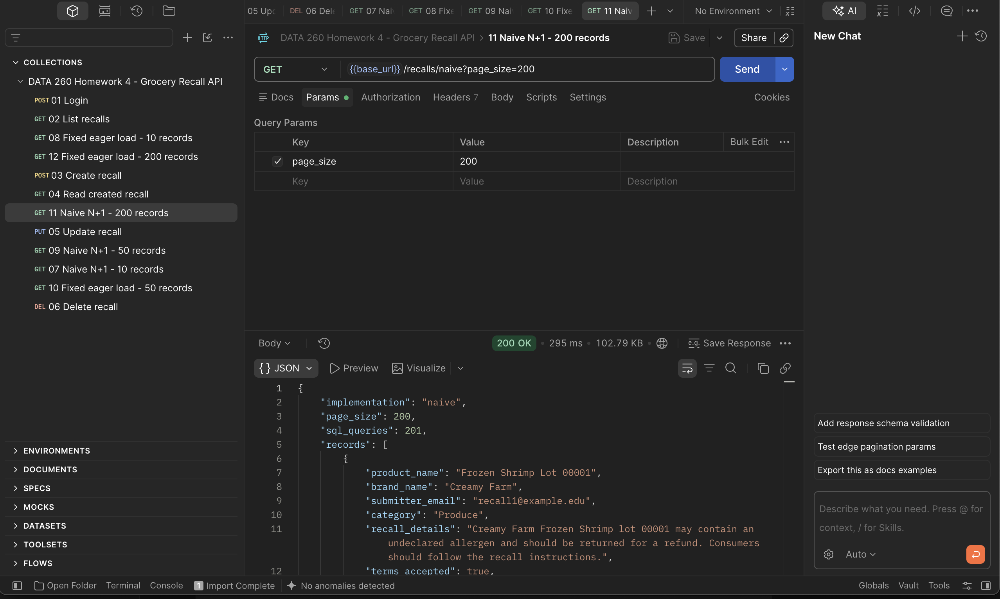 05 Upc
DEL 06 Dele
GET 07 Nai
GET 08 Fixe
GET 09 Nai
GET 10 Fixe
GET 11 Naiv
No Environment
AI
COLLECTIONS
DATA 260 Homework 4 - Grocery Recall API
POST 01 Login
GET 02 List recalls
GET 08 Fixed eager load - 10 records
GET 12 Fixed eager load - 200 records
POST 03 Create recall
GET 04 Read created recall
GET 11 Naive N+1 - 200 records
PUT 05 Update recall
GET 09 Naive N+1 - 50 records
GET 07 Naive N+1 - 10 records
GET 10 Fixed eager load - 50 records
DEL 06 Delete recall
ENVIRONMENTS
DOCUMENTS
SPECS
MOCKS
DATASETS
TOOLSETS
FLOWS
HTTP DATA 260 Homework 4 - Grocery Recall API > 11 Naive N+1 - 200 records
Save
Share
GET {{base_url}}/recalls/naive?page_size=200
Send
Docs Params Authorization Headers 7 Body Scripts Settings Cookies
Query Params
Key Value Description Bulk Edit
page_size 200
Key Value Description
Body 200 OK • 295 ms • 102.79 KB • e.g. Save Response
{} JSON Preview Visualize
1 {
2 "implementation": "naive",
3 "page_size": 200,
4 "sql_queries": 201,
5 "records": [
6 {
7 "product_name": "Frozen Shrimp Lot 00001",
8 "brand_name": "Creamy Farm",
9 "submitter_email": "recall1@example.edu",
10 "category": "Produce",
11 "recall_details": "Creamy Farm Frozen Shrimp lot 00001 may contain an
undeclared allergen and should be returned for a refund. Consumers
should follow the recall instructions.",
12 "terms_accepted": true,
New Chat
Add response schema validation
Test edge pagination params
Export this as docs examples
Describe what you need. Press @ for
context, / for Skills.
Auto
Open Folder Terminal Console 1 Import Complete No anomalies detected
Globals Vault Tools